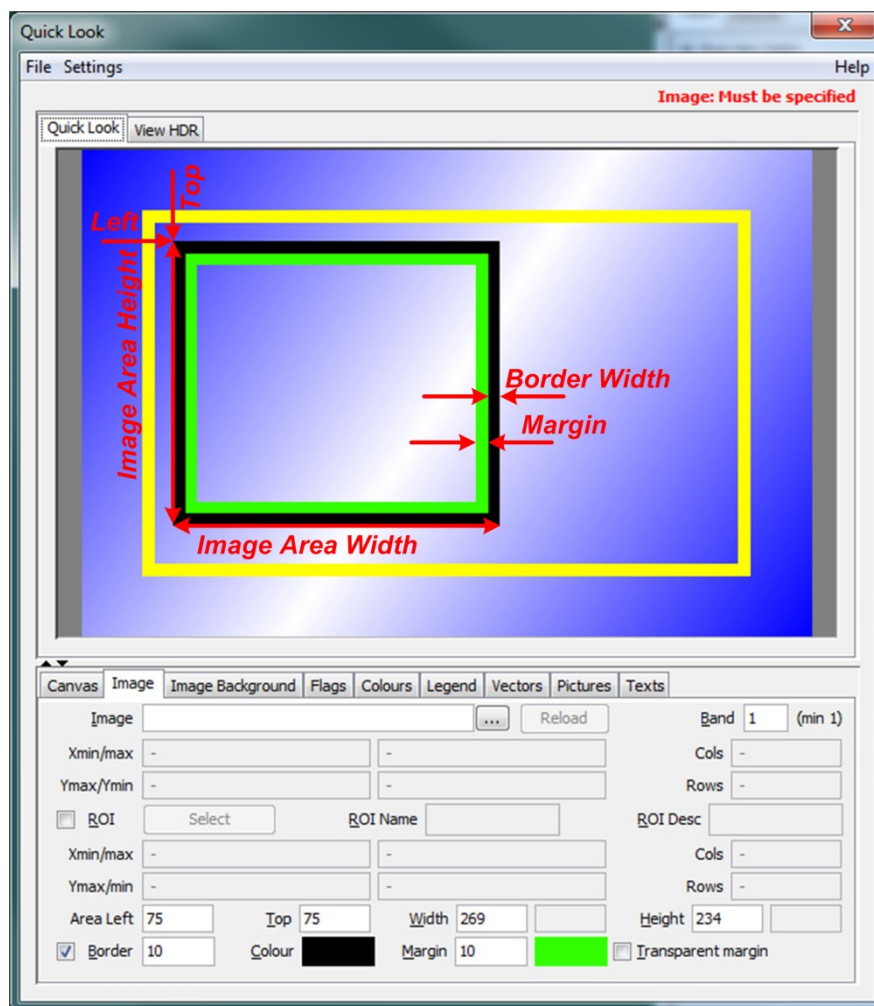 Quick Look
File Settings Help
Image: Must be specified
Quick Look View HDR
Top
Left
Image Area Height
Border Width
Margin
Image Area Width
Canvas Image Image Background Flags Colours Legend Vectors Pictures Texts
Image ... Reload Band 1 (min 1)
Xmin/max - - Cols -
Ymax/Ymin - - Rows -
ROI Select ROI Name ROI Desc
Xmin/max - - Cols -
Ymax/min - - Rows -
Area Left 75 Top 75 Width 269 Height 234
Border 10 Colour Margin 10 Transparent margin